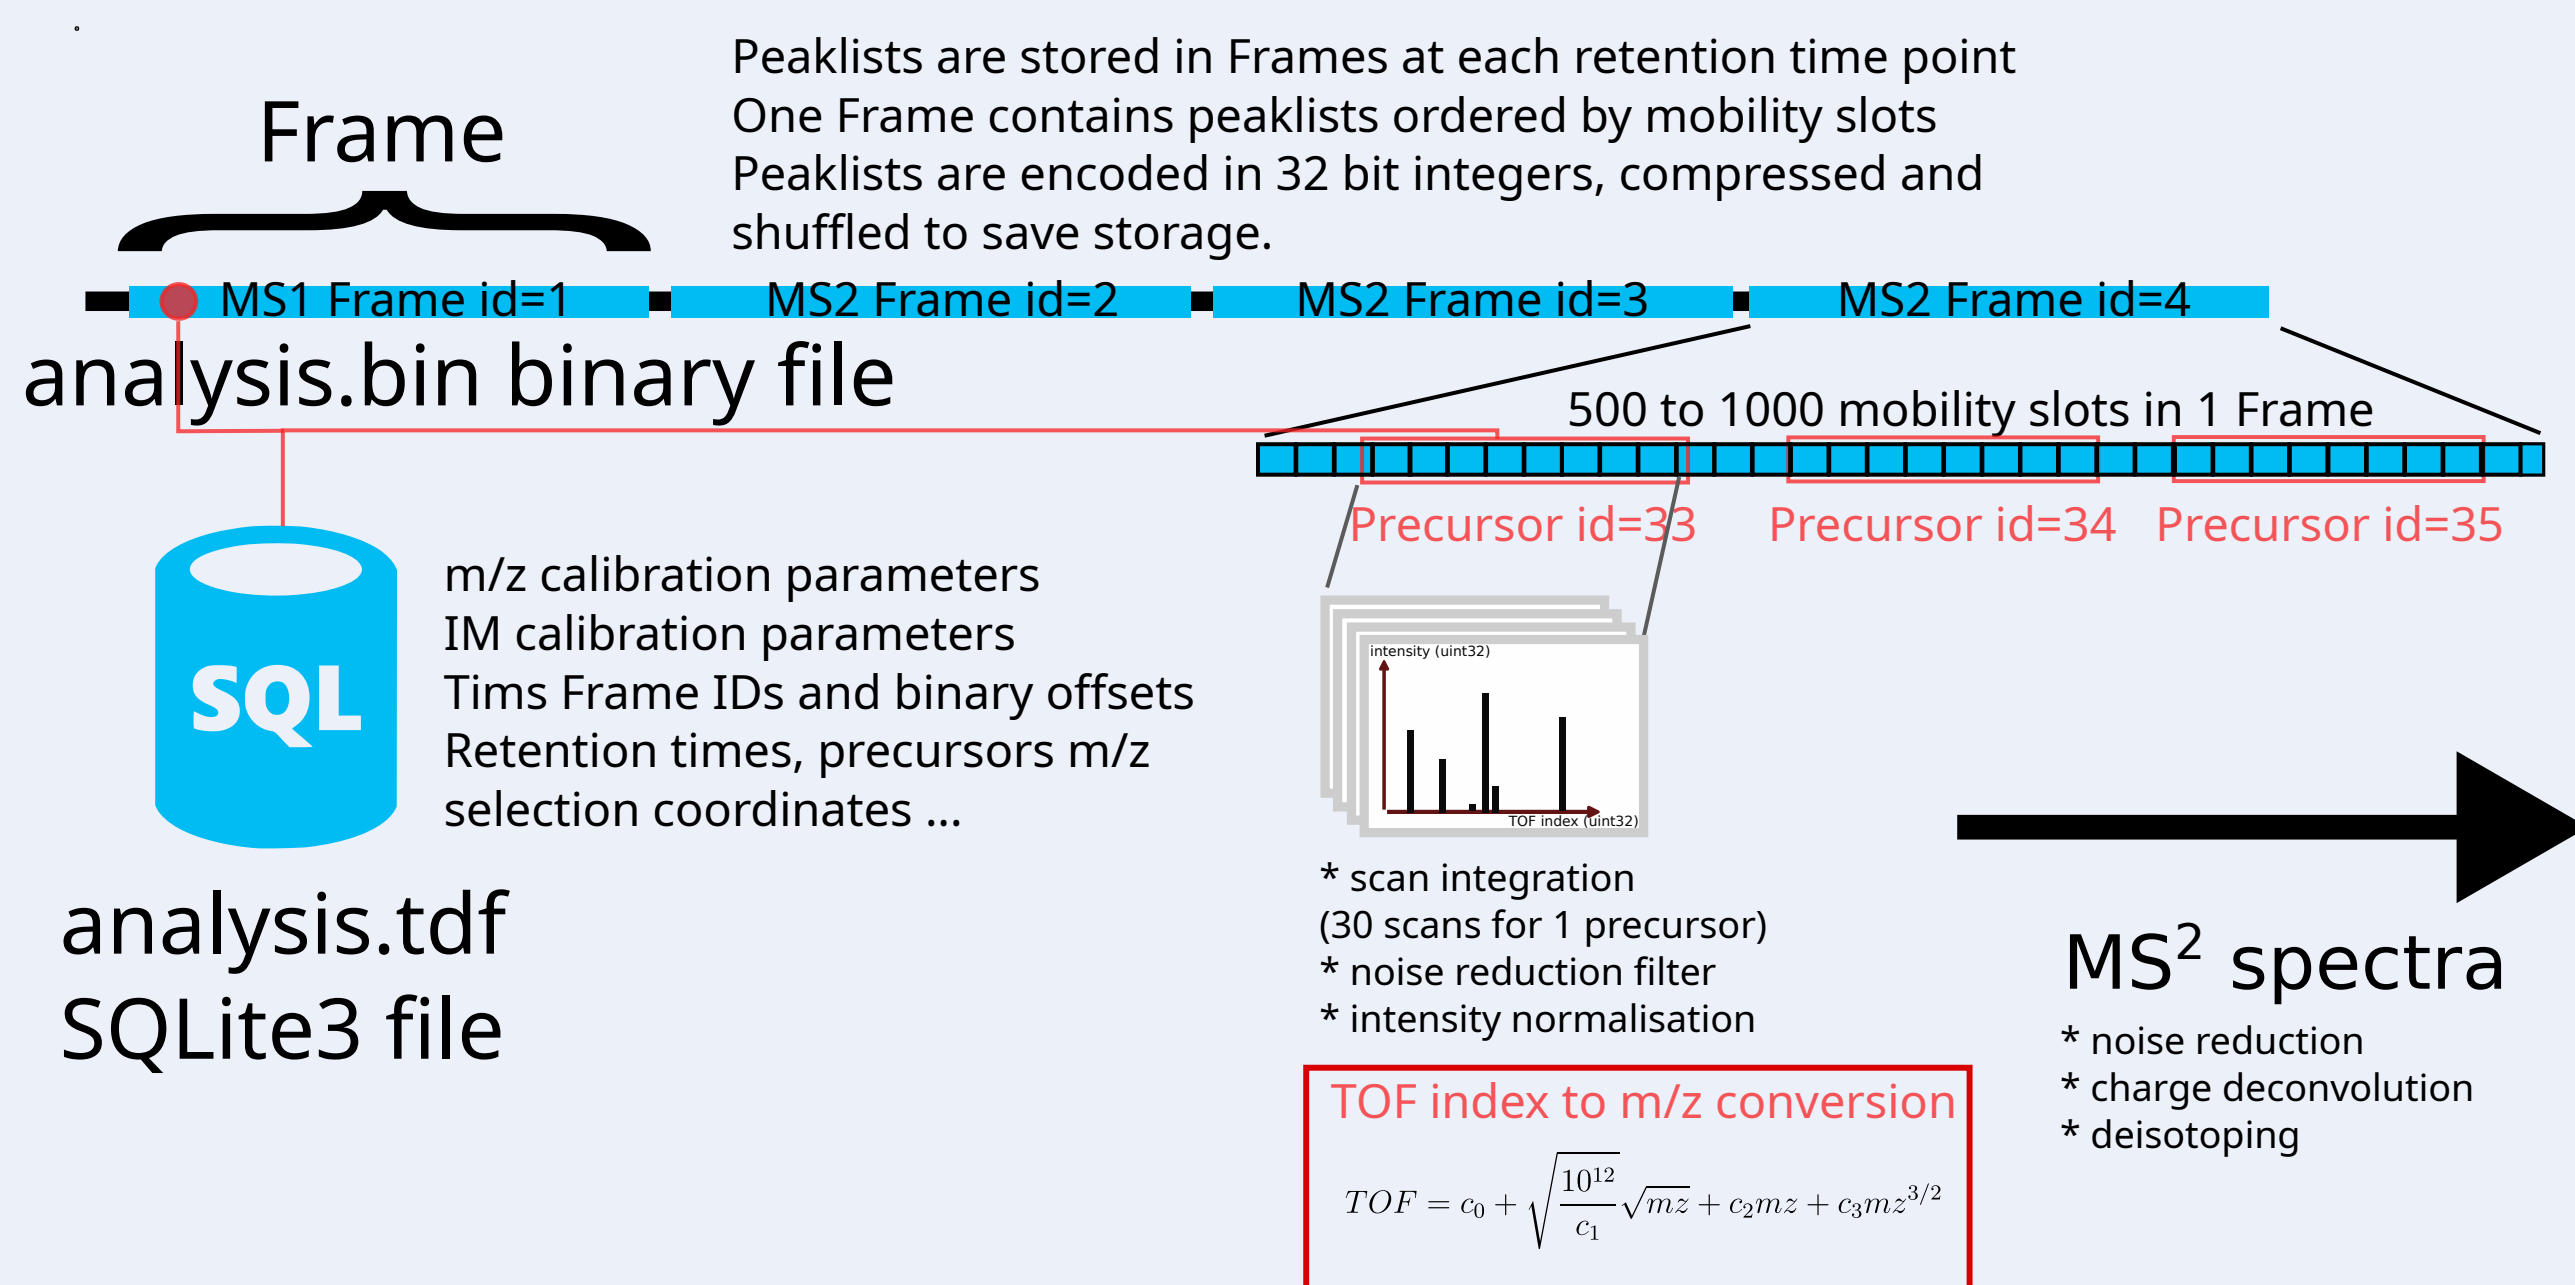 Peaklists are stored in Frames at each retention time point
One Frame contains peaklists ordered by mobility slots
Peaklists are encoded in 32 bit integers, compressed and
shuffled to save storage.
Frame
MS1 Frame id=1
MS2 Frame id=2
MS2 Frame id=3
MS2 Frame id=4
analysis.bin binary file
500 to 1000 mobility slots in 1 Frame
Precursor id=33
Precursor id=34
Precursor id=35
SQL
m/z calibration parameters
IM calibration parameters
Tims Frame IDs and binary offsets
Retention times, precursors m/z
selection coordinates ...
analysis.tdf
SQLite3 file
intensity (uint32)
TOF index (uint32)
* scan integration
(30 scans for 1 precursor)
* noise reduction filter
* intensity normalisation
TOF index to m/z conversion
TOF = c₀ + √(10¹²/c₁) √mz + c₂mz + c₃mz^{3/2}
MS² spectra
* noise reduction
* charge deconvolution
* deisotoping